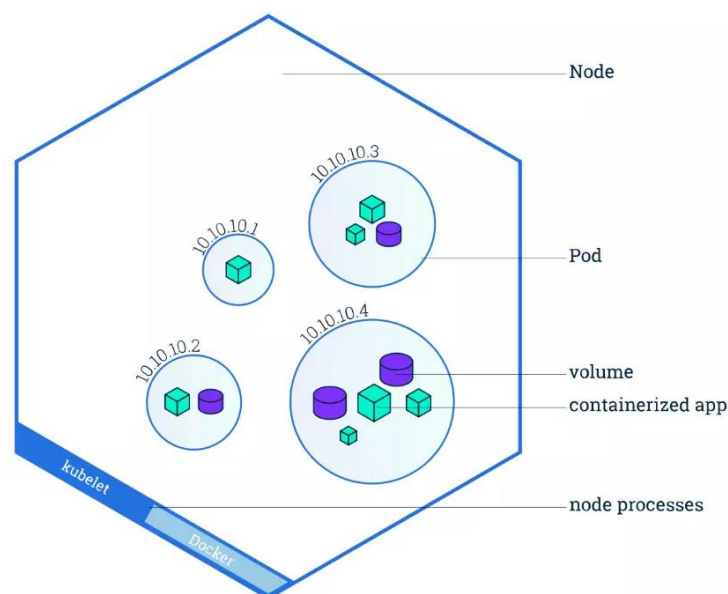 Node
10.10.10.3
10.10.10.1
Pod
10.10.10.4
10.10.10.2
volume
containerized app
kubelet
node processes
Docker